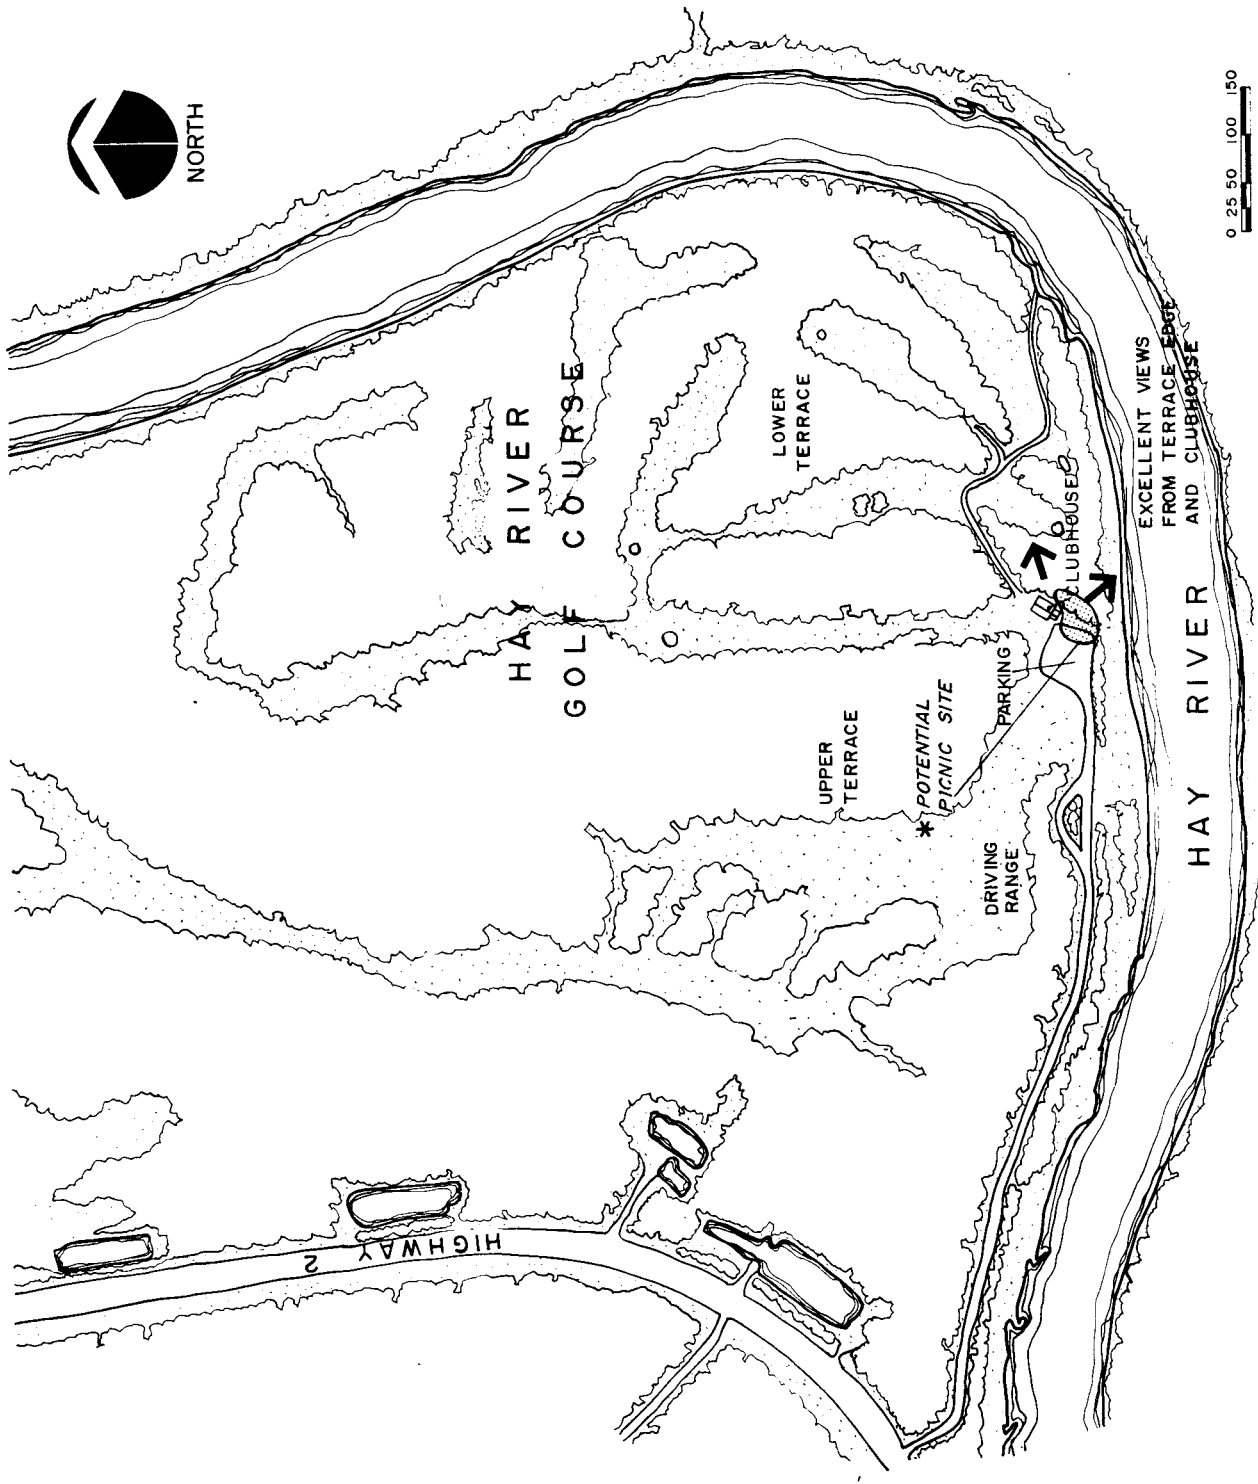 NORTH
HAY RIVER
GOLF COURSE
LOWER
TERRACE
UPPER
TERRACE
* POTENTIAL
PICNIC SITE
PARKING
CLUBHOUSE
DRIVING
RANGE
EXCELLENT VIEWS
FROM TERRACE EDGE
AND CLUBHOUSE
HAY RIVER
HIGHWAY
2
0 25 50 100 150